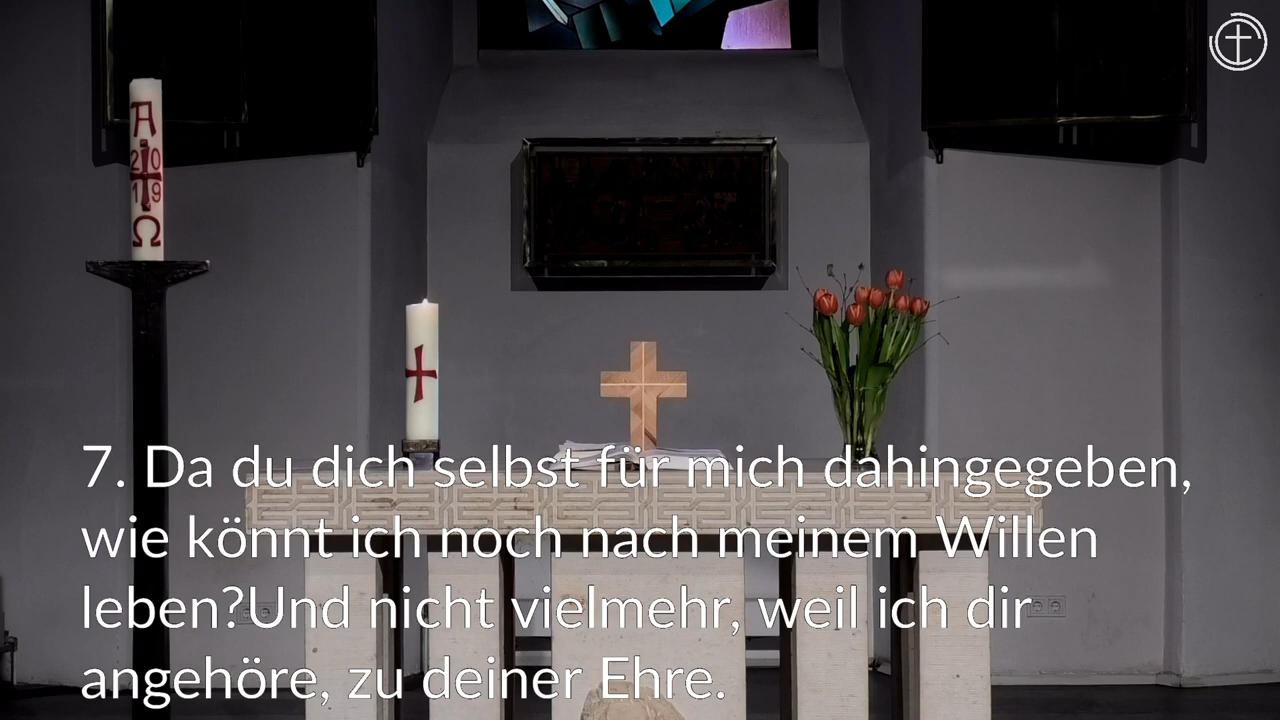 A
20
19
Ω
7. Da du dich selbst für mich dahingegeben,
wie könnt ich noch nach meinem Willen
leben?Und nicht vielmehr, weil ich dir
angehöre, zu deiner Ehre.